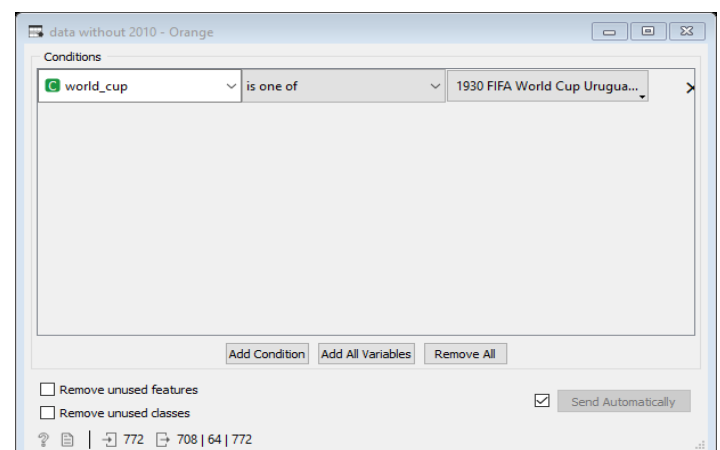 data without 2010 - Orange
Conditions
C world_cup is one of 1930 FIFA World Cup Urugua...
Add Condition Add All Variables Remove All
Remove unused features
Send Automatically
Remove unused classes
? 772 708 | 64 | 772